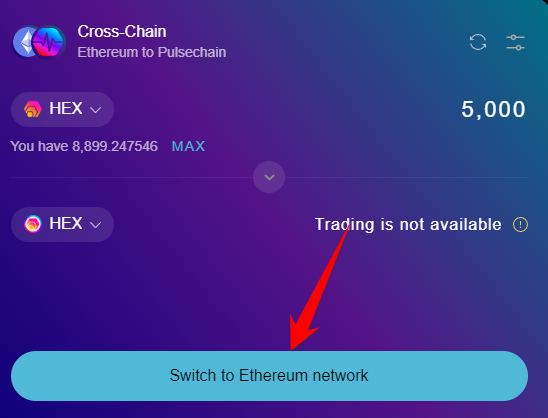 Cross-Chain
Ethereum to Pulsechain
HEX
5,000
You have 8,899.247546 MAX
HEX
Trading is not available
Switch to Ethereum network